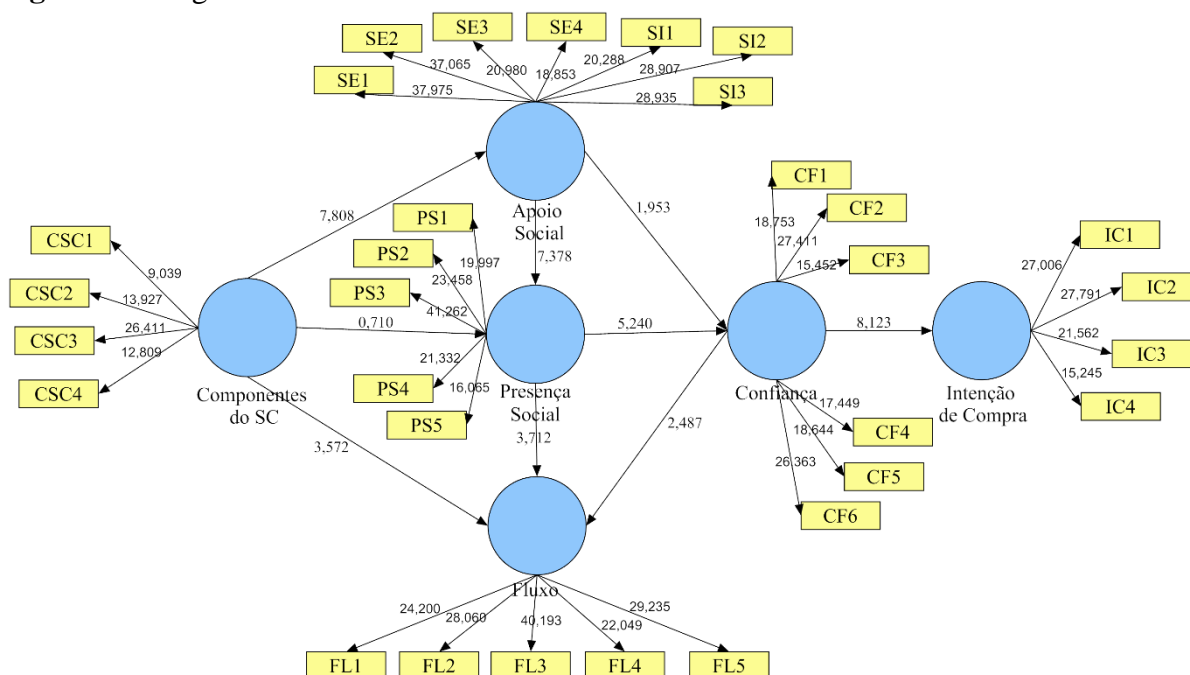 SE3
SE4
SE2
SI1
SI2
37,065
20,980
18,853
20,288
28,907
SE1
37,975
28,935
SI3
7,808
Apoio
Social
1,953
7,378
CSC1
CSC2
CSC3
CSC4
9,039
13,927
26,411
12,809
Componentes
do SC
0,710
3,572
PS1
PS2
PS3
PS4
PS5
19,997
23,458
41,262
21,332
16,065
Presença
Social
5,240
3,712
CF1
CF2
CF3
18,753
27,411
15,452
Confiança
17,449
18,644
26,363
CF4
CF5
CF6
2,487
8,123
Intenção
de Compra
27,006
27,791
21,562
15,245
IC1
IC2
IC3
IC4
Fluxo
24,200
28,060
40,193
22,049
29,235
FL1
FL2
FL3
FL4
FL5